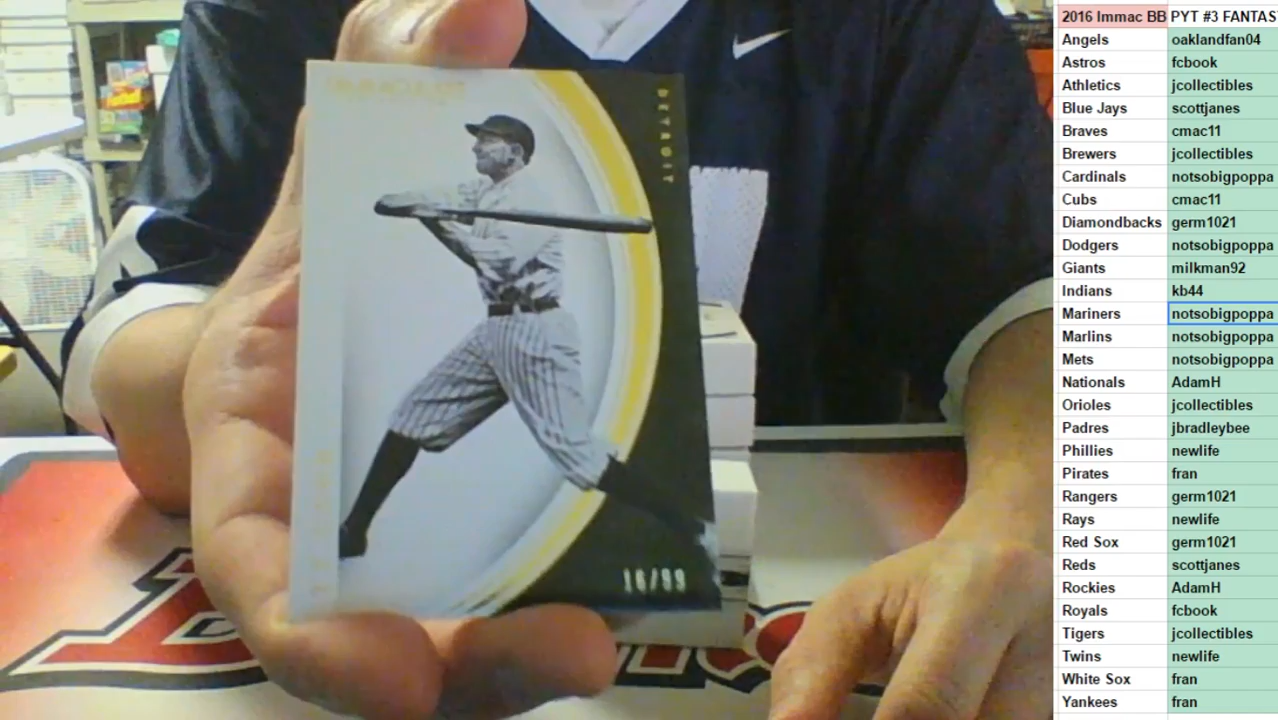 DETROIT
16/99
2016 Immac BB PYT #3 FANTAS
Angels oaklandfan04
Astros fcbook
Athletics jcollectibles
Blue Jays scottjanes
Braves cmac11
Brewers jcollectibles
Cardinals notsobigpoppa
Cubs cmac11
Diamondbacks germ1021
Dodgers notsobigpoppa
Giants milkman92
Indians kb44
Mariners notsobigpoppa
Marlins notsobigpoppa
Mets notsobigpoppa
Nationals AdamH
Orioles jcollectibles
Padres jbradleybee
Phillies newlife
Pirates fran
Rangers germ1021
Rays newlife
Red Sox germ1021
Reds scottjanes
Rockies AdamH
Royals fcbook
Tigers jcollectibles
Twins newlife
White Sox fran
Yankees fran